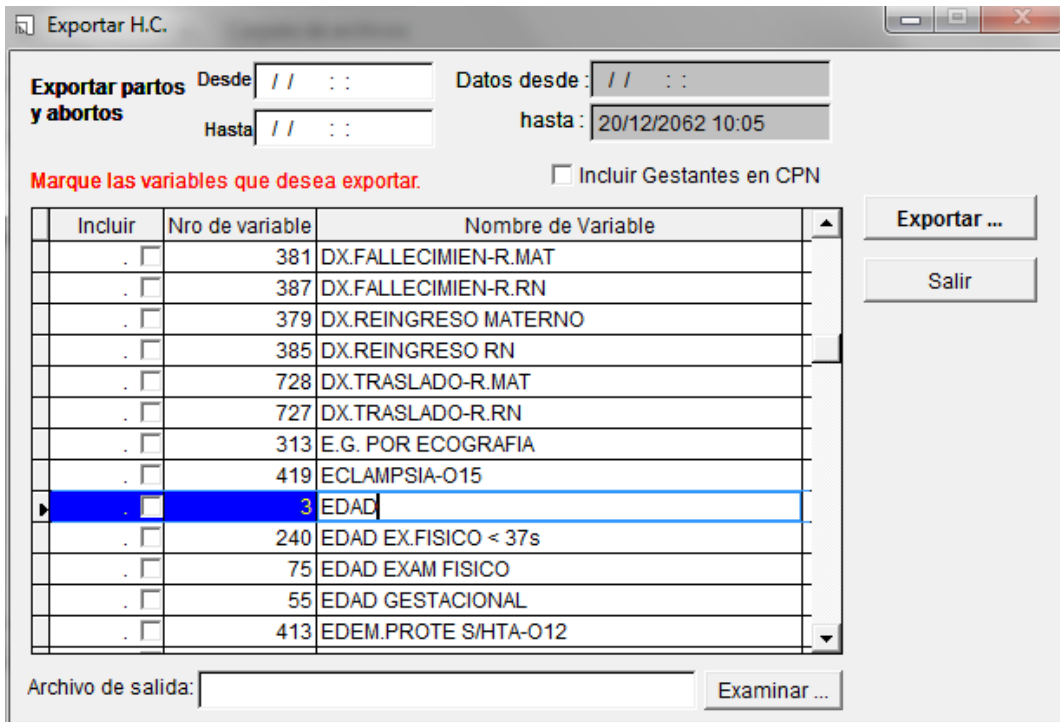 Exportar H.C.
Exportar partos y abortos
Desde / / : :
Hasta / / : :
Datos desde : / / : :
hasta : 20/12/2062 10:05
Marque las variables que desea exportar.
Incluir Gestantes en CPN
Incluir Nro de variable Nombre de Variable
. 381 DX.FALLECIMIEN-R.MAT
. 387 DX.FALLECIMIEN-R.RN
. 379 DX.REINGRESO MATERNO
. 385 DX.REINGRESO RN
. 728 DX.TRASLADO-R.MAT
. 727 DX.TRASLADO-R.RN
. 313 E.G. POR ECOGRAFIA
. 419 ECLAMPSIA-O15
. 3 EDAD
. 240 EDAD EX.FISICO < 37s
. 75 EDAD EXAM FISICO
. 55 EDAD GESTACIONAL
. 413 EDEM.PROTE S/HTA-O12
Exportar ...
Salir
Archivo de salida:
Examinar ...